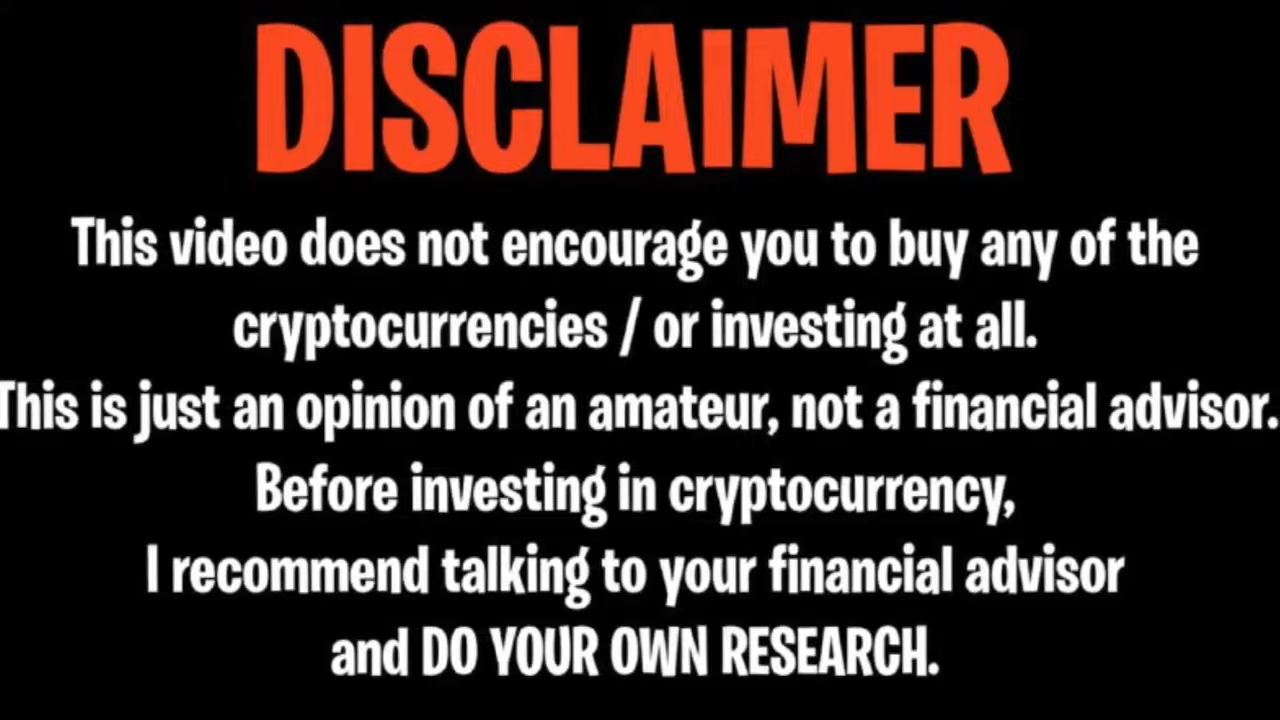 DISCLAIMER
This video does not encourage you to buy any of the
cryptocurrencies / or investing at all.
This is just an opinion of an amateur, not a financial advisor.
Before investing in cryptocurrency,
I recommend talking to your financial advisor
and DO YOUR OWN RESEARCH.